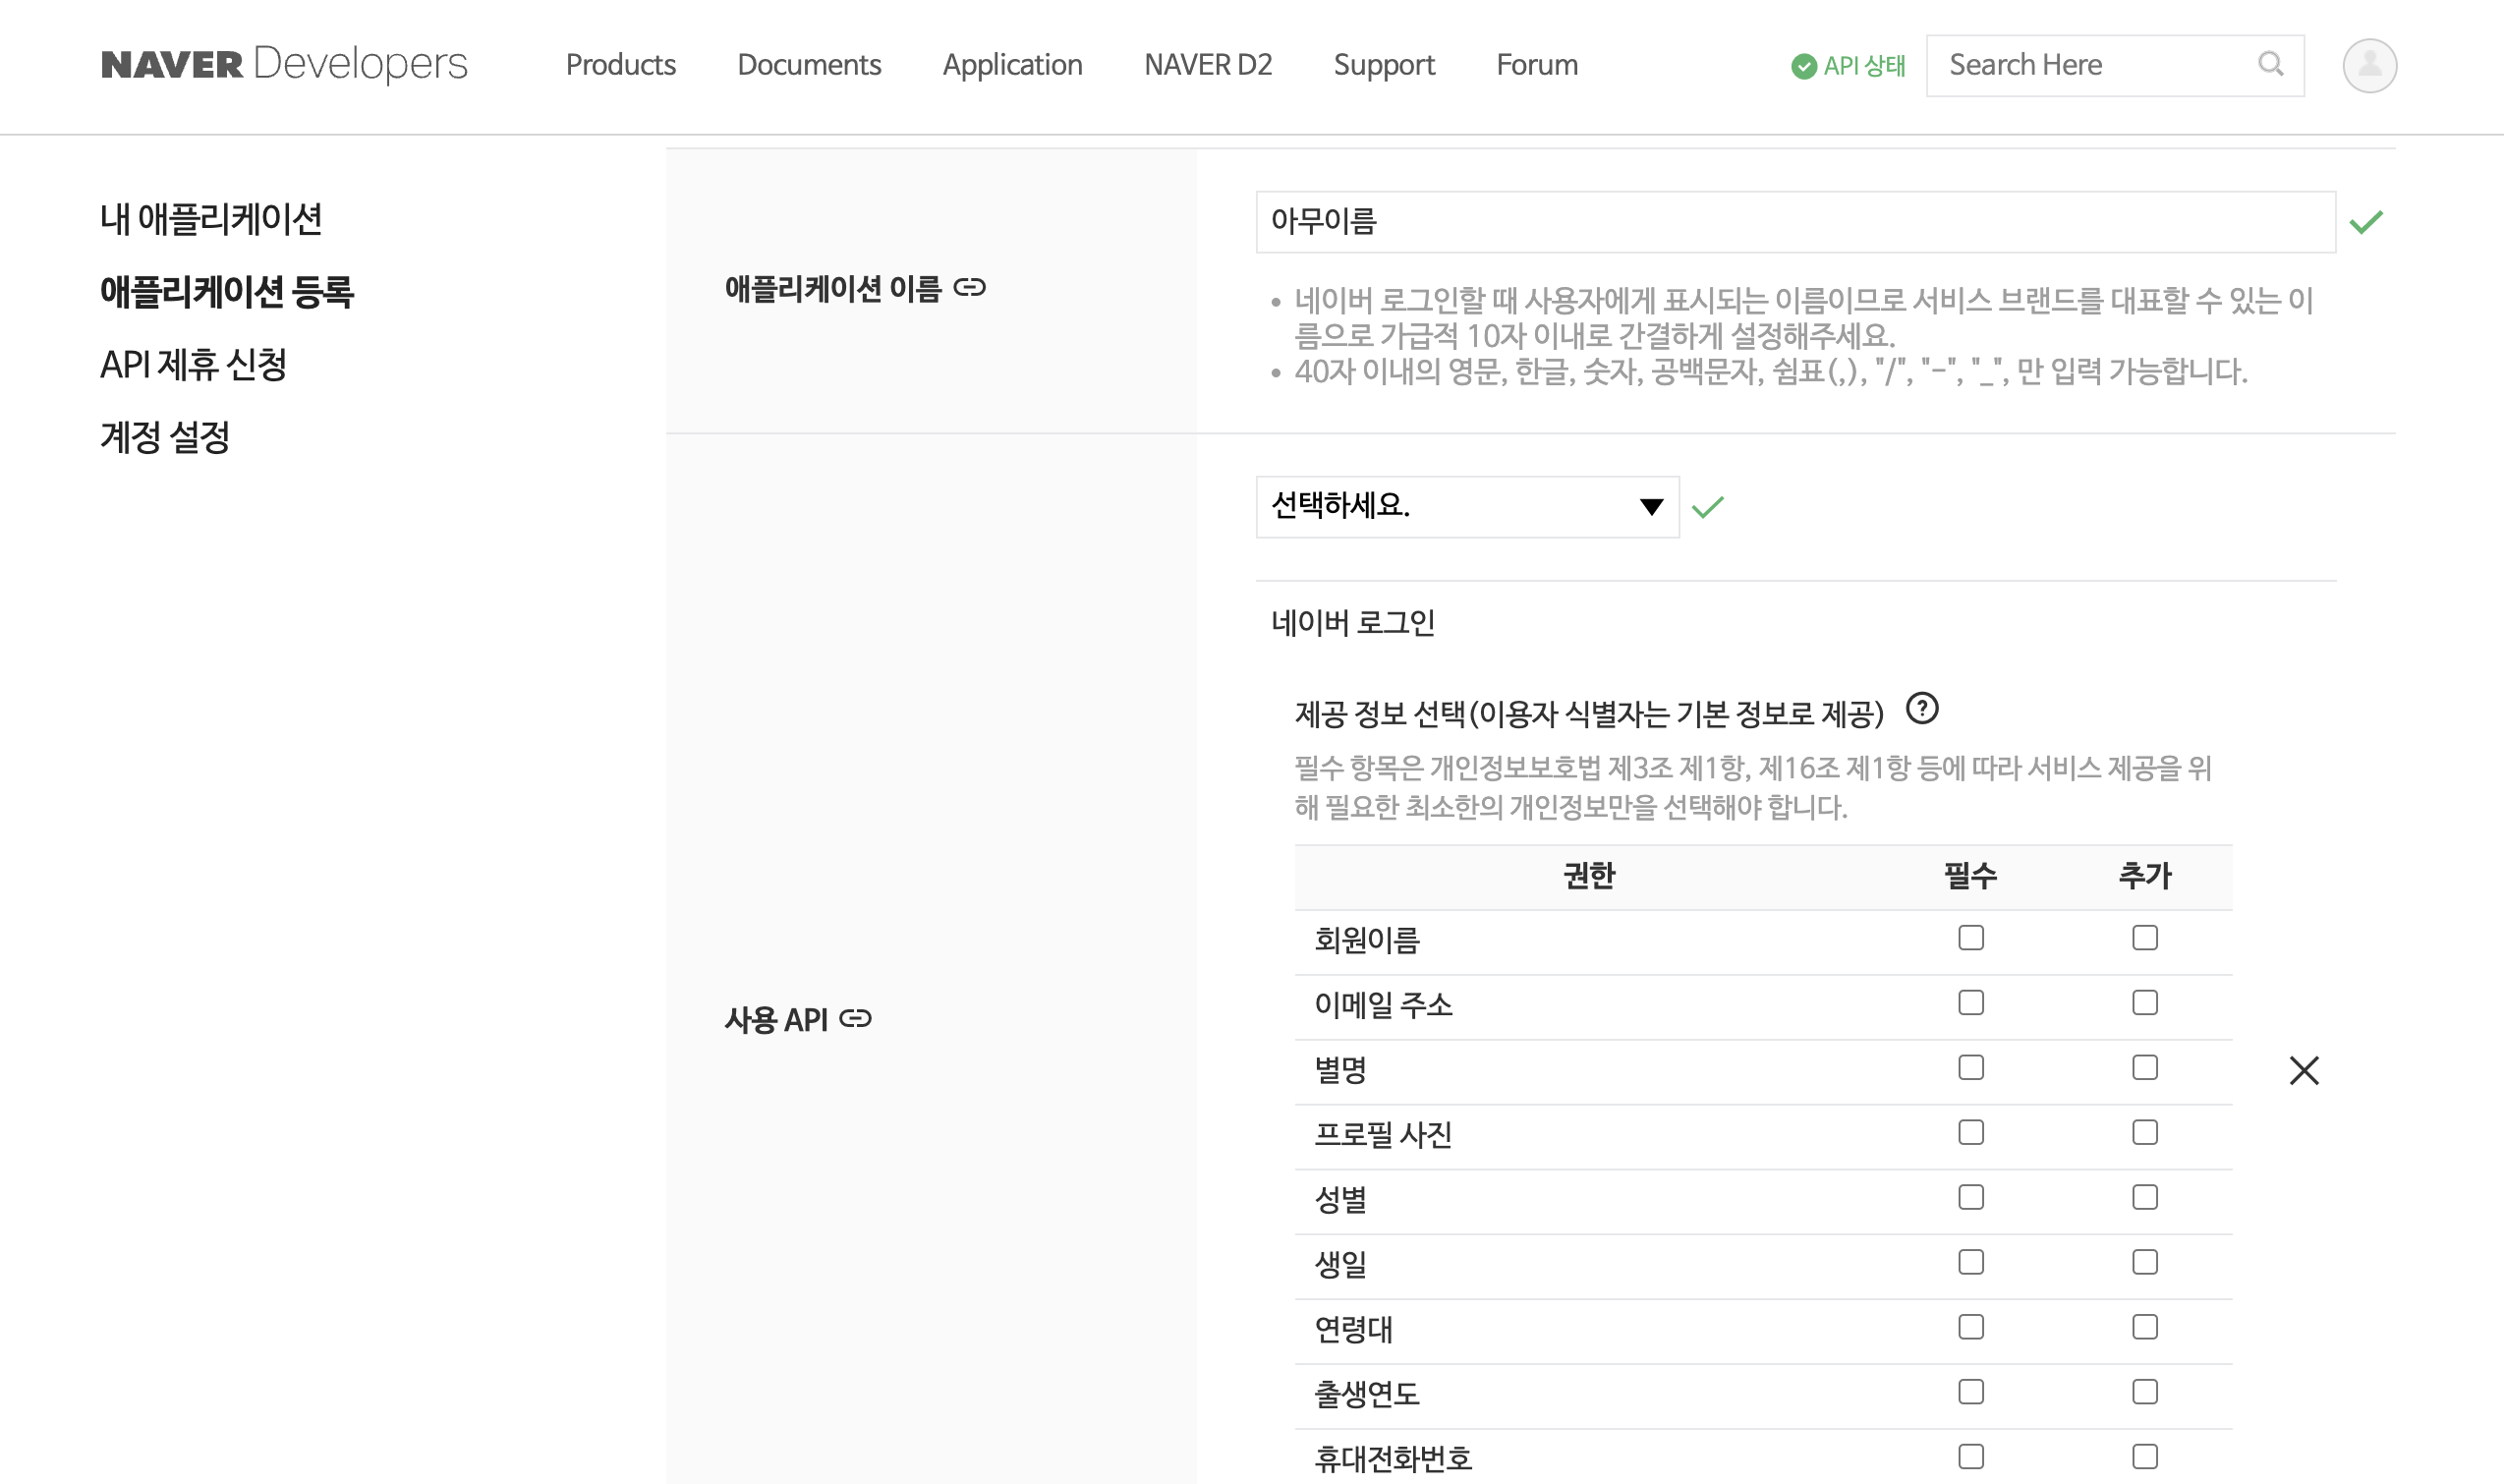 NAVER Developers
Products
Documents
Application
NAVER D2
Support
Forum
API 상태
Search Here
내 애플리케이션
애플리케이션 등록
API 제휴 신청
계정 설정
애플리케이션 이름
아무이름
• 네이버 로그인할 때 사용자에게 표시되는 이름이므로 서비스 브랜드를 대표할 수 있는 이
름으로 가급적 10자 이내로 간결하게 설정해주세요.
• 40자 이내의 영문, 한글, 숫자, 공백문자, 쉼표(,), "/", "-", "_", 만 입력 가능합니다.
사용 API
선택하세요.
네이버 로그인
제공 정보 선택(이용자 식별자는 기본 정보로 제공) ?
필수 항목은 개인정보보호법 제3조 제1항, 제16조 제1항 등에 따라 서비스 제공을 위
해 필요한 최소한의 개인정보만을 선택해야 합니다.
권한 필수 추가
회원이름
이메일 주소
별명
프로필 사진
성별
생일
연령대
출생연도
휴대전화번호